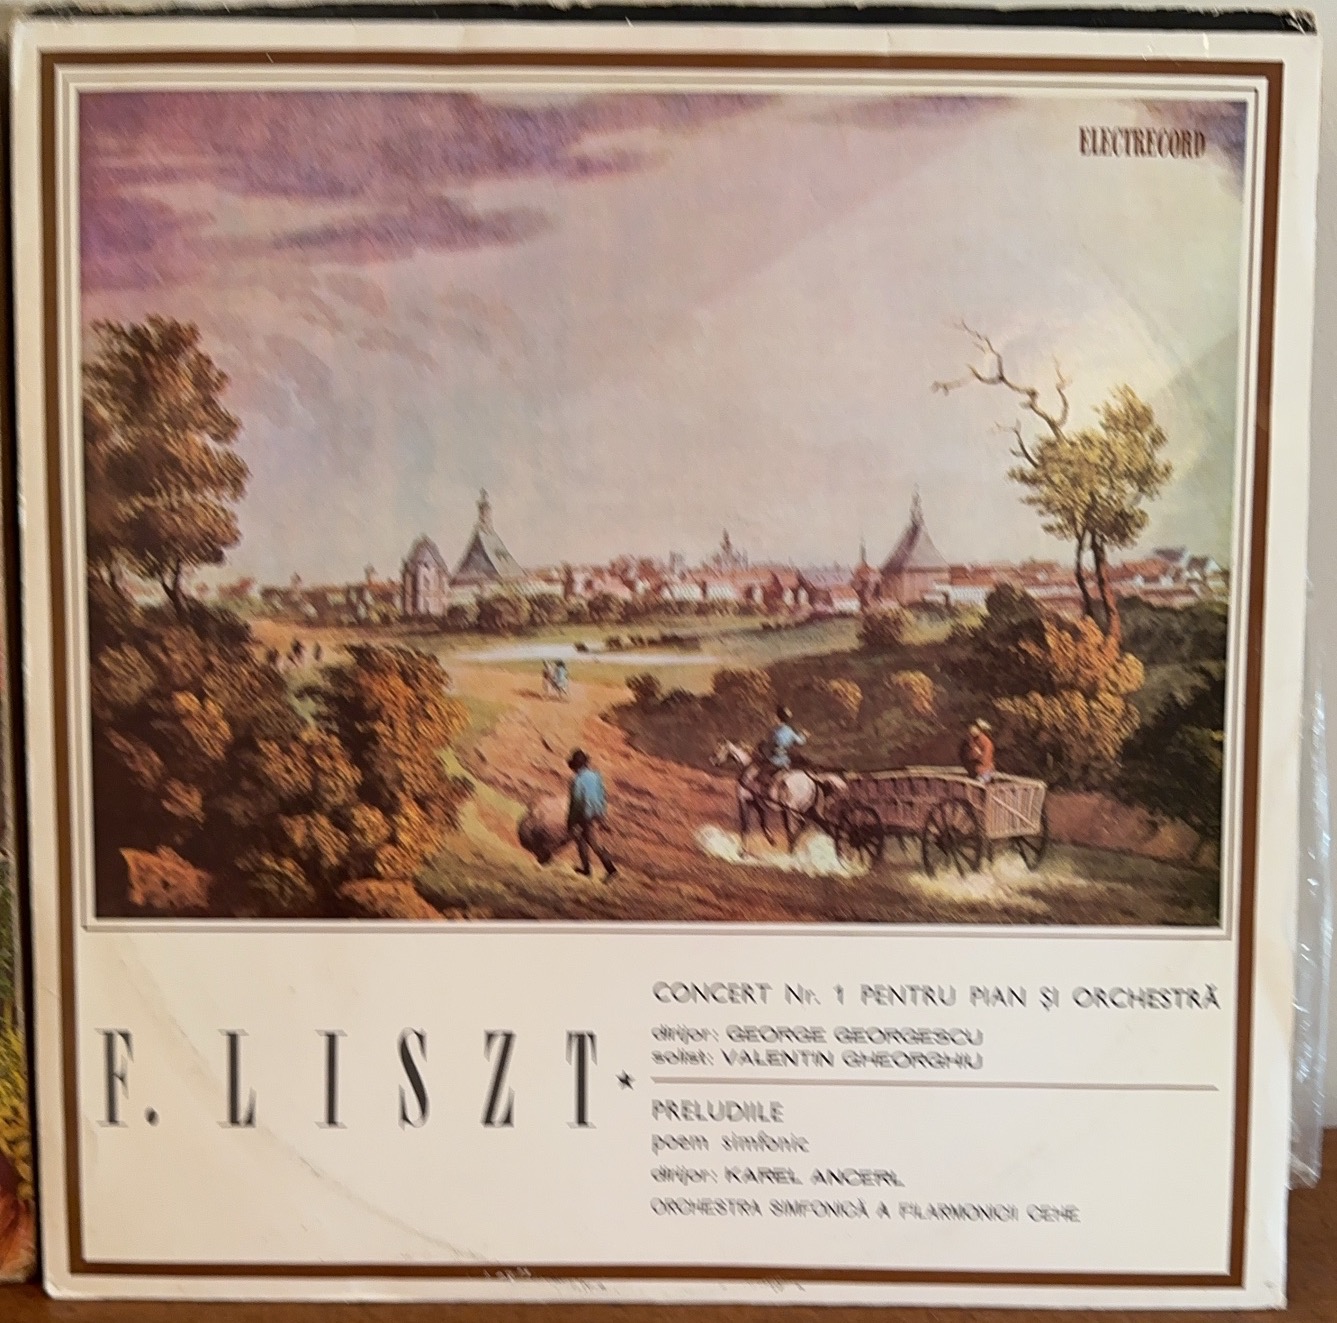 ELECTRECORD
F. LISZT*
CONCERT Nr. 1 PENTRU PIAN ȘI ORCHESTRĂ
dirijor: GEORGE GEORGESCU
solist: VALENTIN GHEORGHIU
PRELUDIILE
poem simfonic
dirijor: KAREL ANCERL
ORCHESTRA SIMFONICĂ A FILARMONICII CEHE